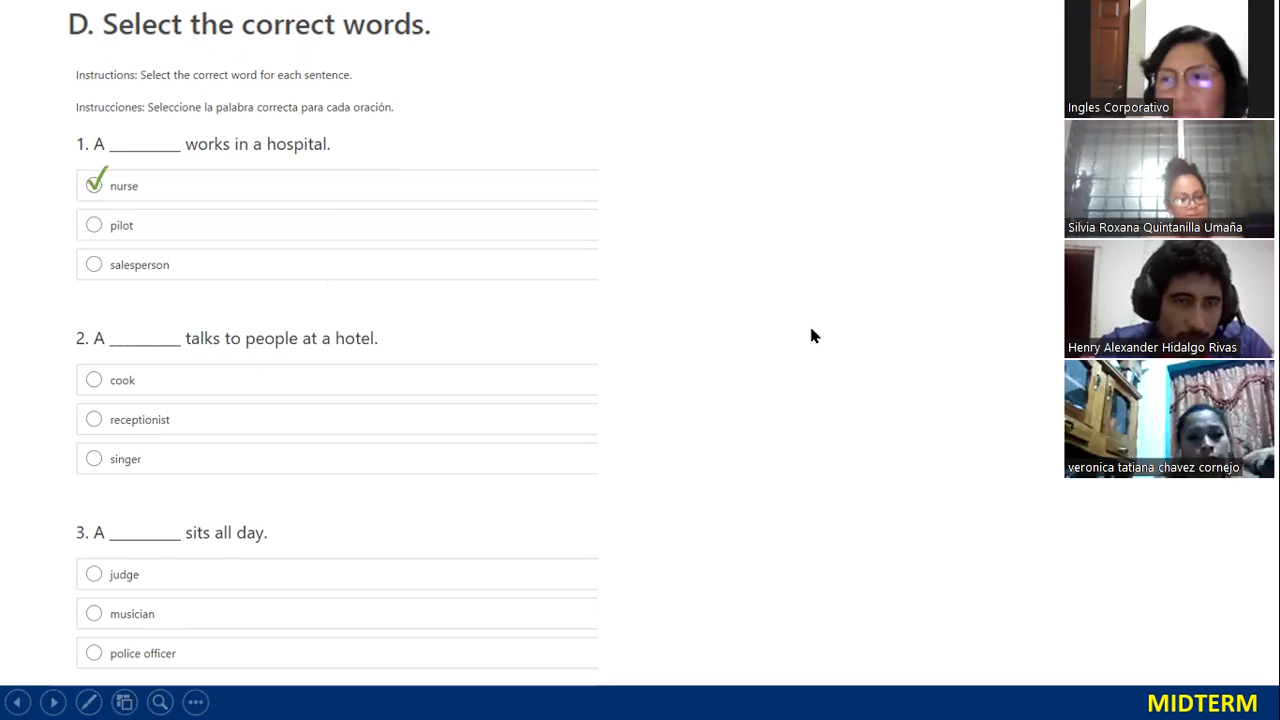 D. Select the correct words.
Instructions: Select the correct word for each sentence.
Instrucciones: Seleccione la palabra correcta para cada oración.
1. A _________ works in a hospital.
nurse
pilot
salesperson
2. A _________ talks to people at a hotel.
cook
receptionist
singer
3. A _________ sits all day.
judge
musician
police officer
MIDTERM
Ingles Corporativo
Silvia Roxana Quintanilla Umaña
Henry Alexander Hidalgo Rivas
veronica tatiana chavez cornejo